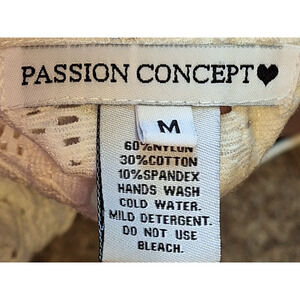 PASSION CONCEPT♥
M
60%NYLON
30%COTTON
10%SPANDEX
HANDS WASH
COLD WATER.
MILD DETERGENT.
DO NOT USE
BLEACH.